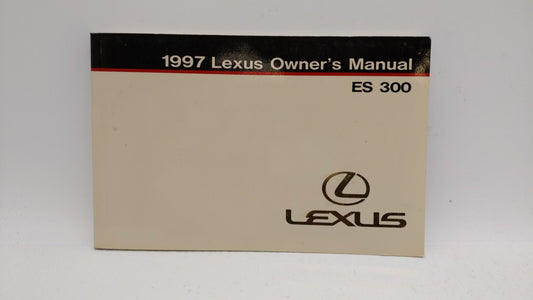 1997 Lexus Owner's Manual
ES 300
LEXUS